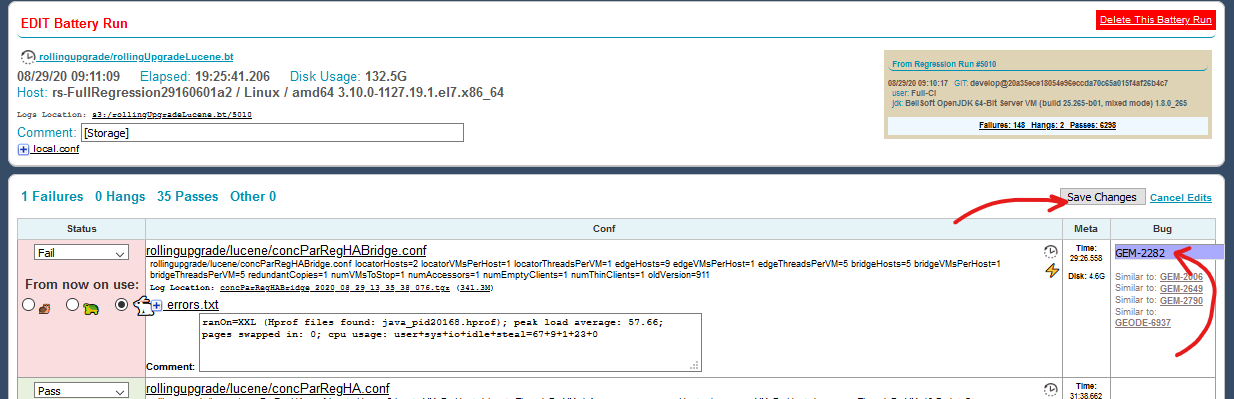 EDIT Battery Run
Delete This Battery Run
rollingupgrade/rollingUpgradeLucene.bt
08/29/20 09:11:09 Elapsed: 19:25:41.206 Disk Usage: 132.5G
Host: rs-FullRegression29160601a2 / Linux / amd64 3.10.0-1127.19.1.el7.x86_64
Logs Location: s3:/rollingUpgradeLucene.bt/5010
Comment: [Storage]
local.conf
From Regression Run #5010
08/29/20 09:10:17 GIT: develop@20a35ece18054e96eccda70c65a015f4af26b4c7
user: Full-CI
jdk: BellSoft OpenJDK 64-Bit Server VM (build 25.265-b01, mixed mode) 1.8.0_265
Failures: 148 Hangs: 2 Passes: 6298
1 Failures 0 Hangs 35 Passes Other 0
Save Changes Cancel Edits
Status Conf Meta Bug
Fail
From now on use:
rollingupgrade/lucene/concParRegHABridge.conf
rollingupgrade/lucene/concParRegHABridge.conf locatorHosts=2 locatorVMsPerHost=1 locatorThreadsPerVM=1 edgeHosts=9 edgeVMsPerHost=1 edgeThreadsPerVM=5 bridgeHosts=5 bridgeVMsPerHost=1
bridgeThreadsPerVM=5 redundantCopies=1 numVMsToStop=1 numAccessors=1 numEmptyClients=1 numThinClients=1 oldVersion=911
Log Location: concParRegHABridge_2020_08_29_13_35_38_076.tgz (341.3M)
errors.txt
ranOn=XXL (Hprof files found: java_pid20168.hprof); peak load average: 57.66;
pages swapped in: 0; cpu usage: user+sys+io+idle+steal=67+9+1+23+0
Comment:
Time:
29:26.558
Disk: 4.6G
GEM-2282
Similar to: GEM-2006
Similar to: GEM-2649
Similar to: GEM-2790
Similar to:
GEODE-6937
Pass
rollingupgrade/lucene/concParRegHA.conf
Time:
31:38.662